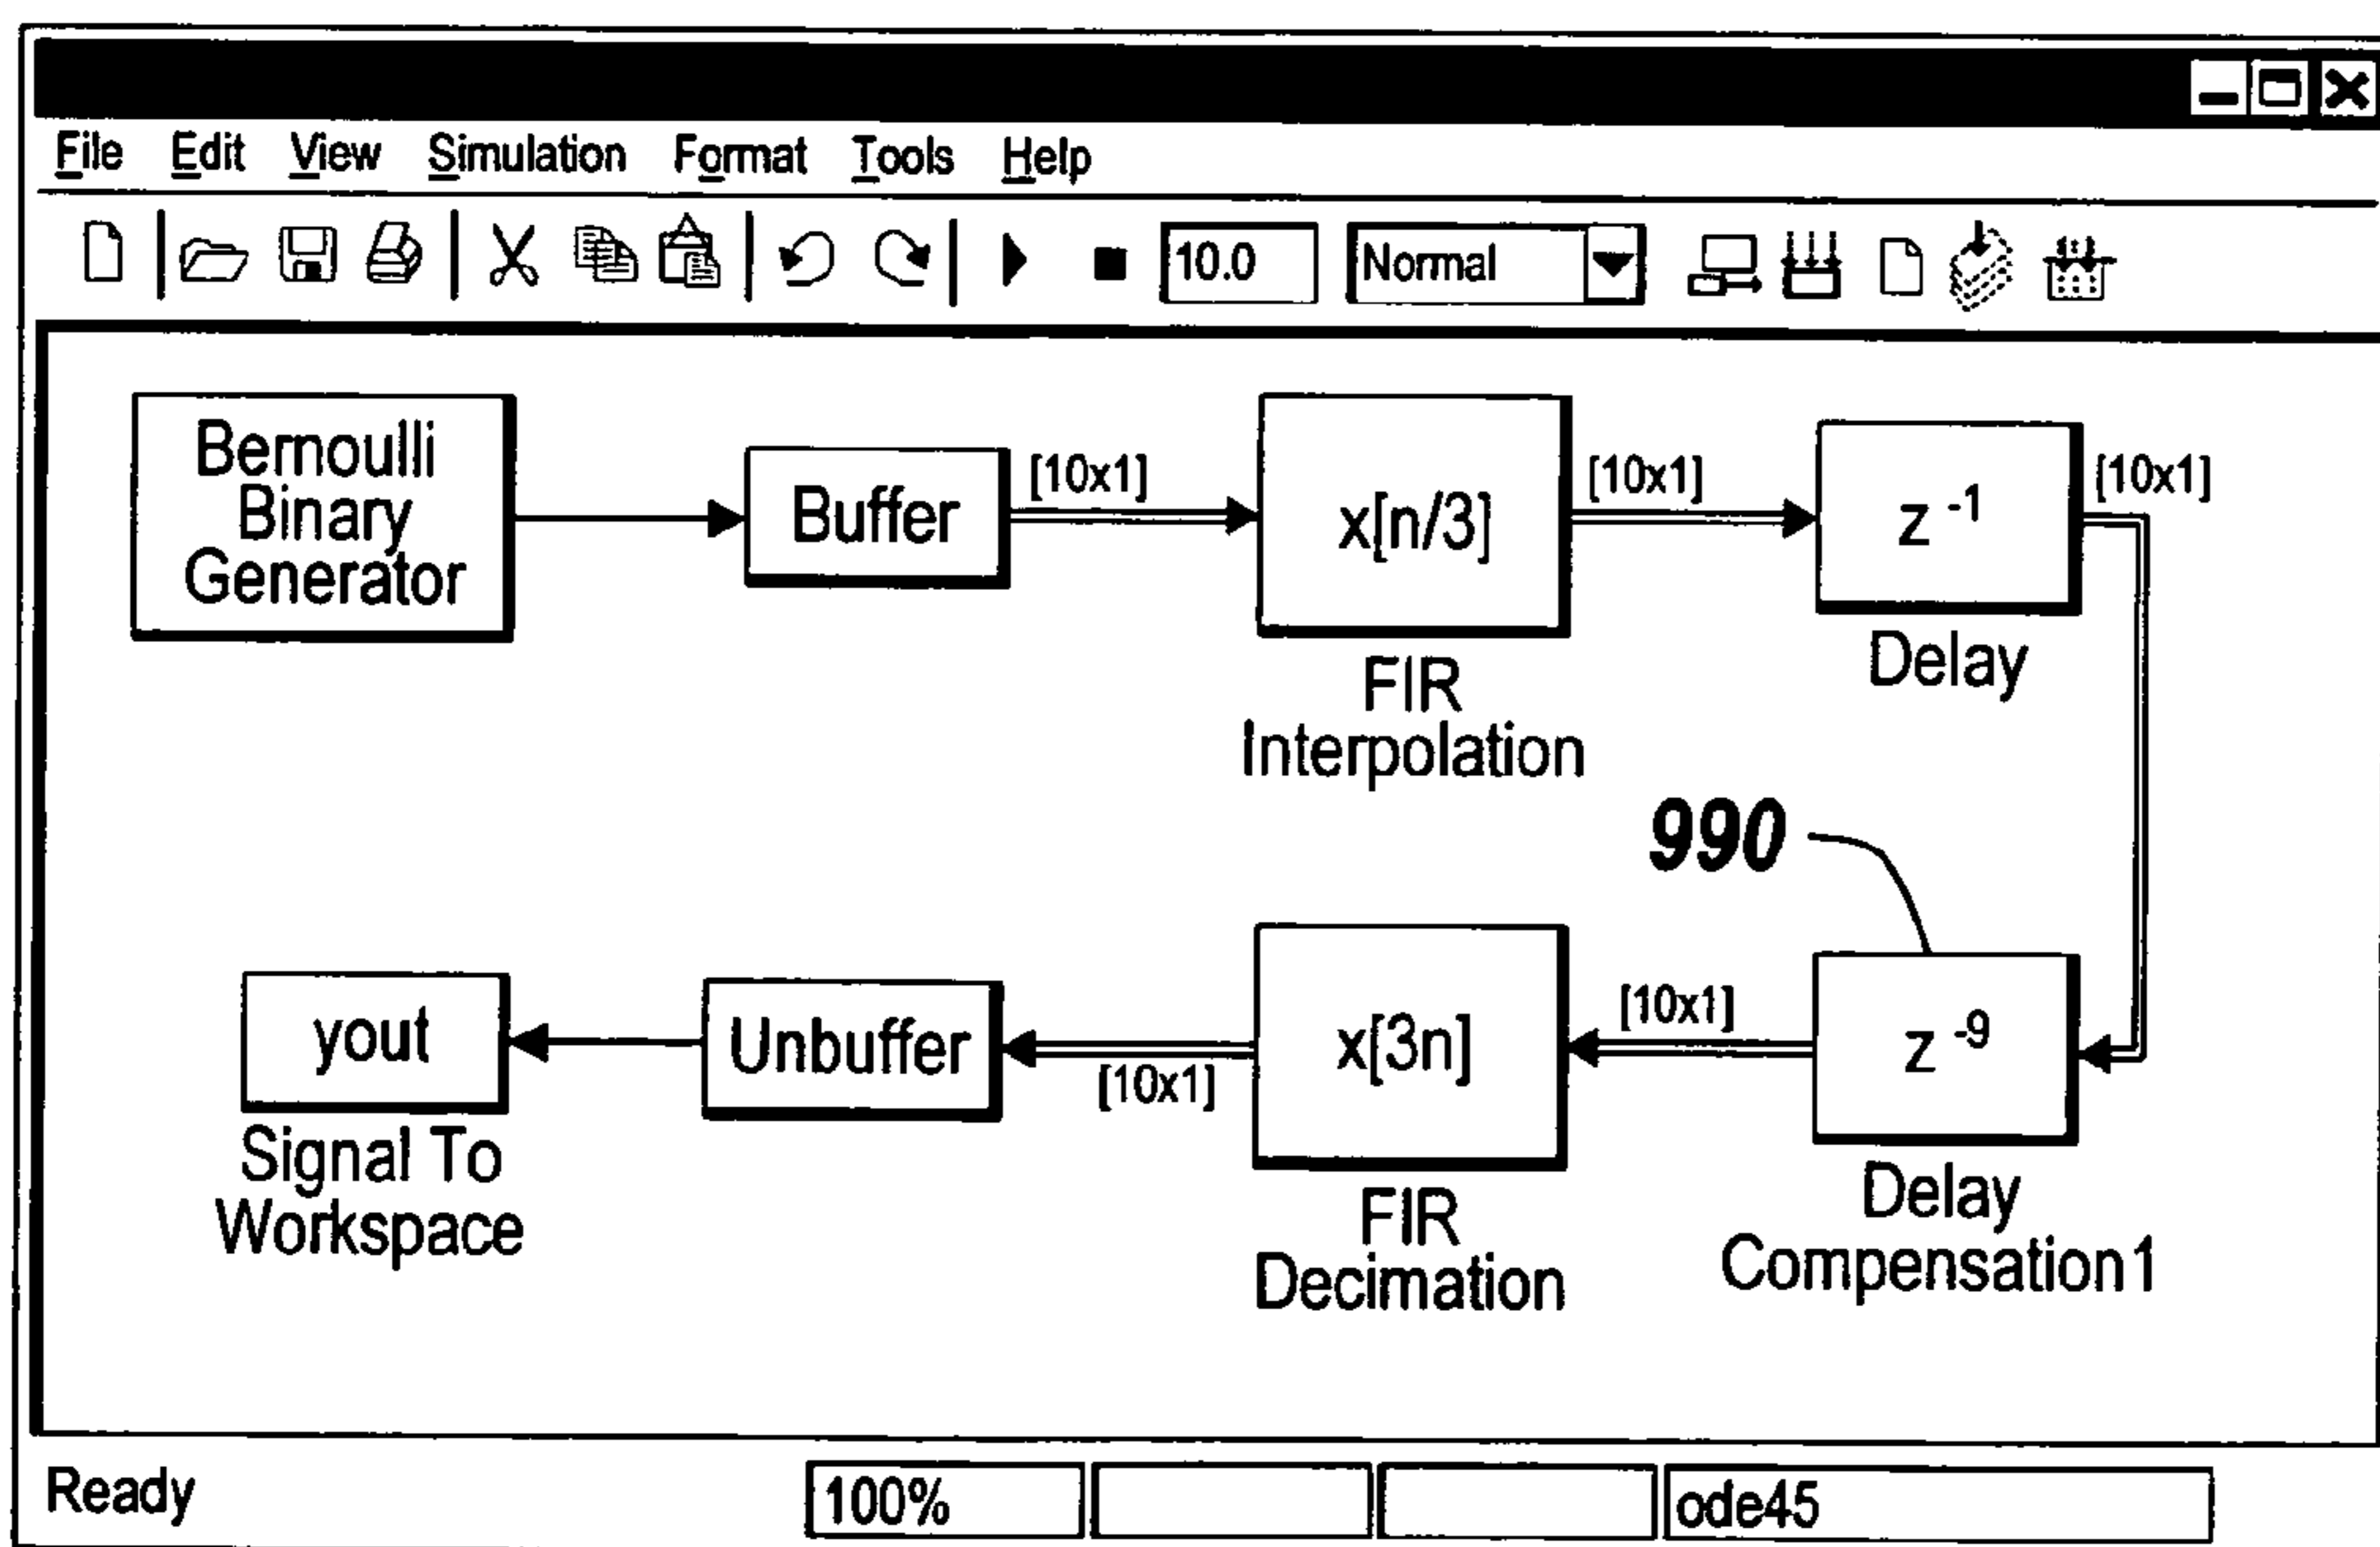 File Edit View Simulation Format Tools Help
10.0 Normal
Bernoulli
Binary
Generator
Buffer
[10x1]
x[n/3]
FIR
Interpolation
[10x1]
z -1
Delay
[10x1]
990
z -9
Delay
Compensation1
[10x1]
x[3n]
FIR
Decimation
[10x1]
Unbuffer
yout
Signal To
Workspace
Ready 100% ode45